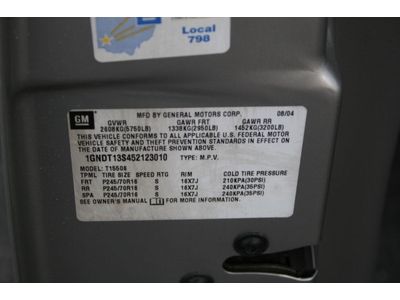 Local
798
GM
MFD BY GENERAL MOTORS CORP. 08/04
GVWR GAWR FRT GAWR RR
2608KG(5750LB) 1338KG(2950LB) 1452KG(3200LB)
THIS VEHICLE CONFORMS TO ALL APPLICABLE U.S. FEDERAL MOTOR
VEHICLE SAFETY AND THEFT PREVENTION STANDARDS IN EFFECT ON
THE DATE OF MANUFACTURE SHOWN ABOVE.
1GNDT13S452123010 TYPE: M.P.V.
MODEL: T15506
TPML TIRE SIZE SPEED RTG RIM COLD TIRE PRESSURE
FRT P245/70R16 S 16X7J 210KPA(30PSI)
RR P245/70R16 S 16X7J 240KPA(35PSI)
SPA P245/70R16 S 16X7J 240KPA(35PSI)
SEE OWNER'S MANUAL FOR ADDITIONAL INFORMATION.